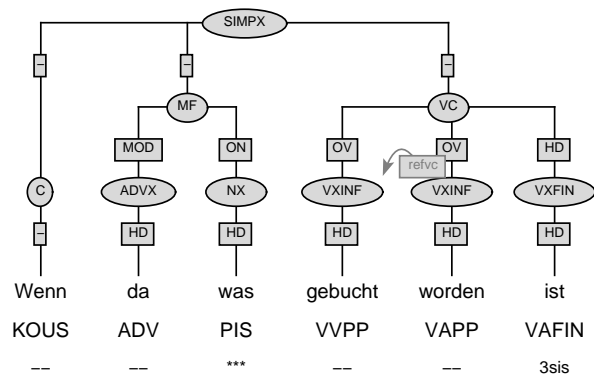 SIMPX
– – –
MF VC
MOD ON OV refvc OV HD
C ADVX NX VXINF VXINF VXFIN
– HD HD HD HD HD
Wenn da was gebucht worden ist
KOUS ADV PIS VVPP VAPP VAFIN
–– –– *** –– –– 3sis